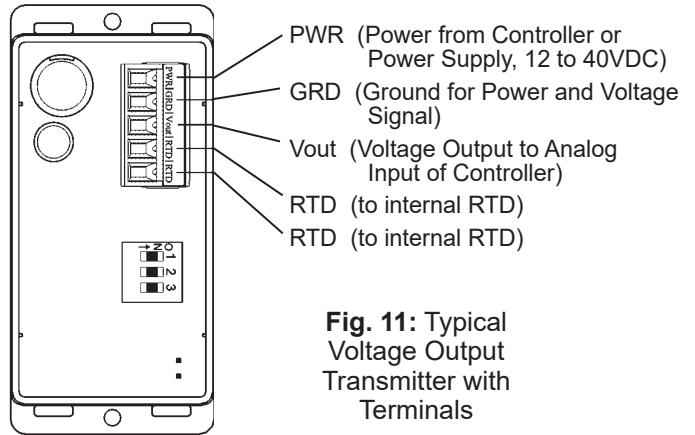 PWR (Power from Controller or
Power Supply, 12 to 40VDC)
GRD (Ground for Power and Voltage
Signal)
Vout (Voltage Output to Analog
Input of Controller)
RTD (to internal RTD)
RTD (to internal RTD)
PWR|GRD|Vout|RTD|RTD
ON
↑
1
2
3
Fig. 11: Typical
Voltage Output
Transmitter with
Terminals